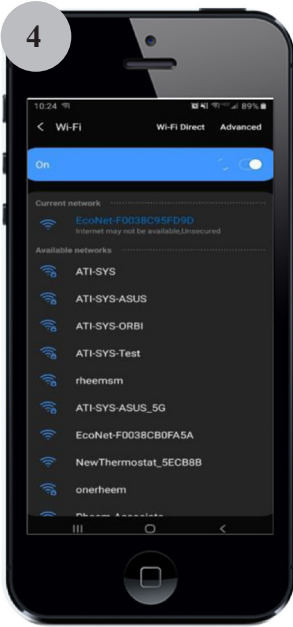 4
10:24 89%
< Wi-Fi Wi-Fi Direct Advanced
On
Current network
EcoNet-F0038C95FD9D
Internet may not be available,Unsecured
Available networks
ATI-SYS
ATI-SYS-ASUS
ATI-SYS-ORBI
ATI-SYS-Test
rheemsm
ATI-SYS-ASUS_5G
EcoNet-F0038CB0FA5A
NewThermostat_5ECB8B
onerheem